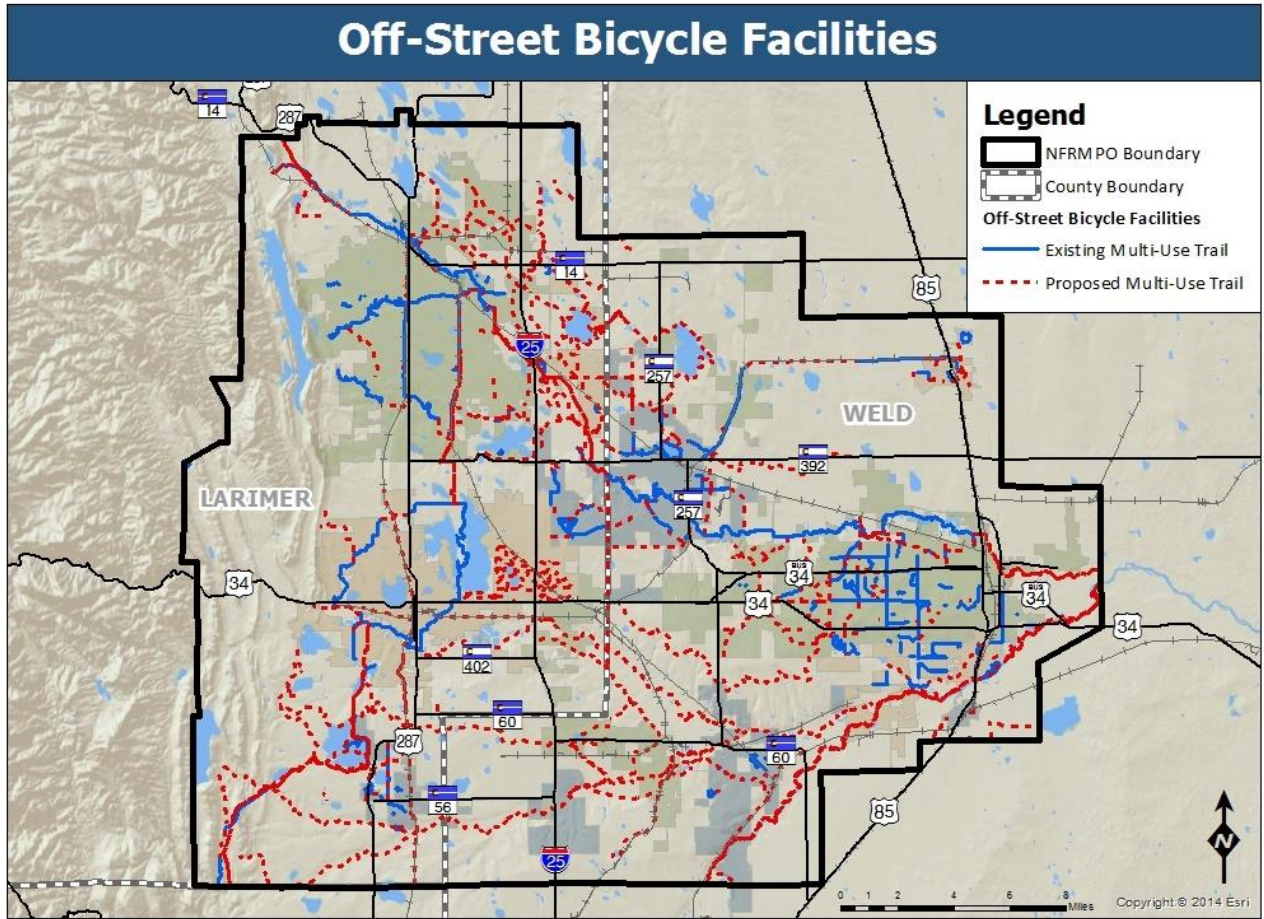 Off-Street Bicycle Facilities
14
287
Legend
NFRMPO Boundary
County Boundary
Off-Street Bicycle Facilities
Existing Multi-Use Trail
Proposed Multi-Use Trail
14
85
25
257
WELD
392
LARIMER
257
BUS
34
34
34
BUS
34
34
402
60
287
60
56
85
25
N
0 1 2 4 6 8
Miles
Copyright:© 2014 Esri